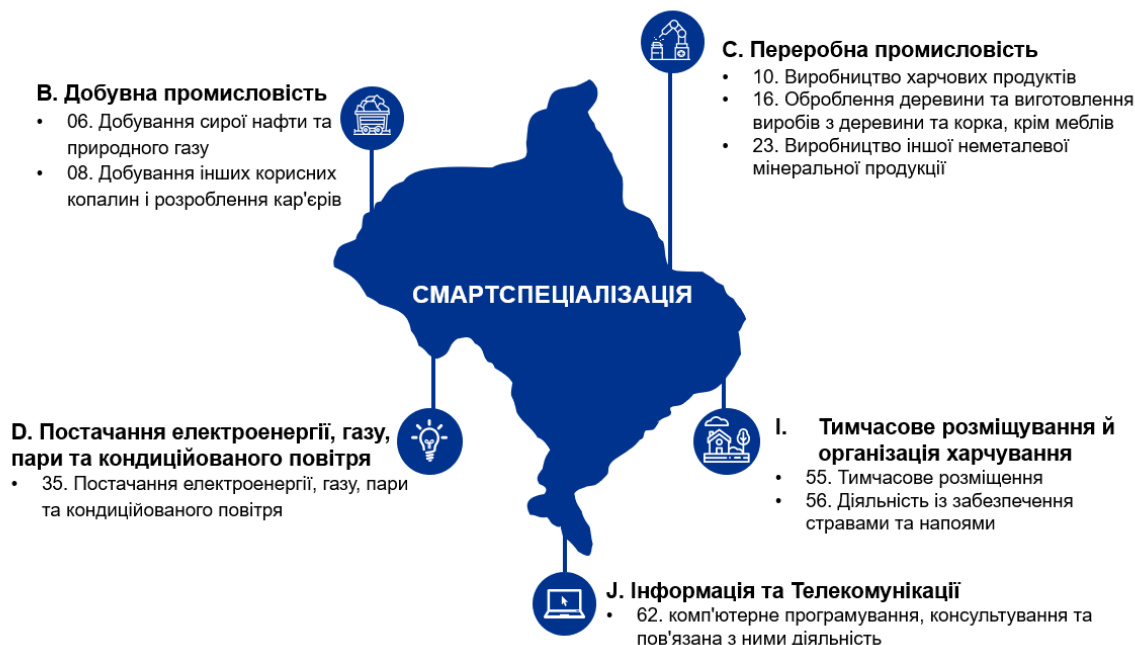 B. Добувна промисловість
• 06. Добування сирої нафти та
природного газу
• 08. Добування інших корисних
копалин і розроблення кар'єрів
C. Переробна промисловість
• 10. Виробництво харчових продуктів
• 16. Оброблення деревини та виготовлення
виробів з деревини та корка, крім меблів
• 23. Виробництво іншої неметалевої
мінеральної продукції
СМАРТСПЕЦІАЛІЗАЦІЯ
D. Постачання електроенергії, газу,
пари та кондиційованого повітря
• 35. Постачання електроенергії, газу, пари
та кондиційованого повітря
I. Тимчасове розміщування й
організація харчування
• 55. Тимчасове розміщення
• 56. Діяльність із забезпечення
стравами та напоями
J. Інформація та Телекомунікації
• 62. комп'ютерне програмування, консультування та
пов'язана з ними діяльність